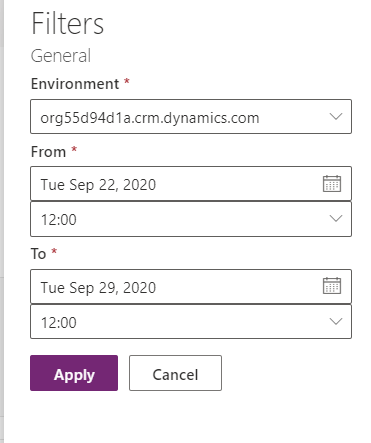 Filters
General
Environment *
org55d94d1a.crm.dynamics.com
From *
Tue Sep 22, 2020
12:00
To *
Tue Sep 29, 2020
12:00
Apply Cancel